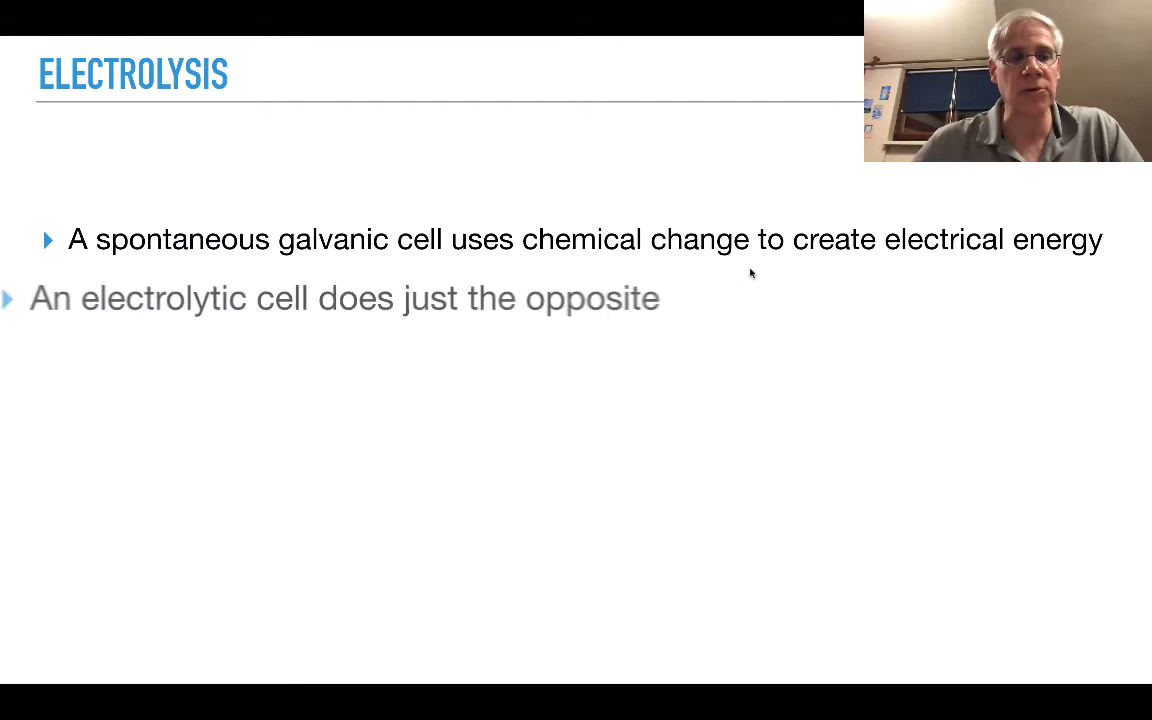 ELECTROLYSIS
A spontaneous galvanic cell uses chemical change to create electrical energy
An electrolytic cell does just the opposite